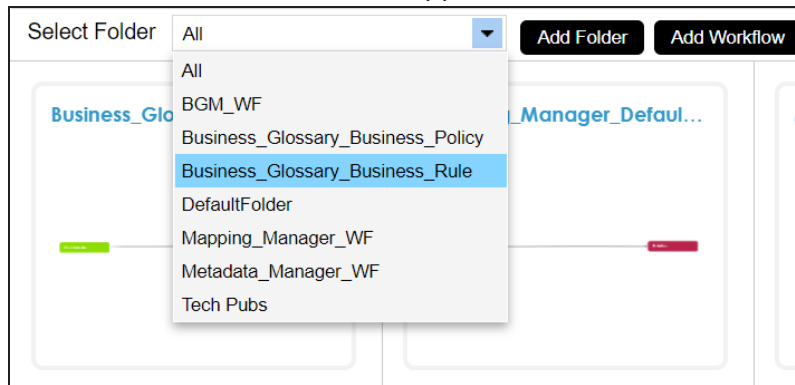 Select Folder All Add Folder Add Workflow
All
BGM_WF
Business_Glo _Manager_Defaul...
Business_Glossary_Business_Policy
Business_Glossary_Business_Rule
DefaultFolder
Mapping_Manager_WF
Metadata_Manager_WF
Tech Pubs